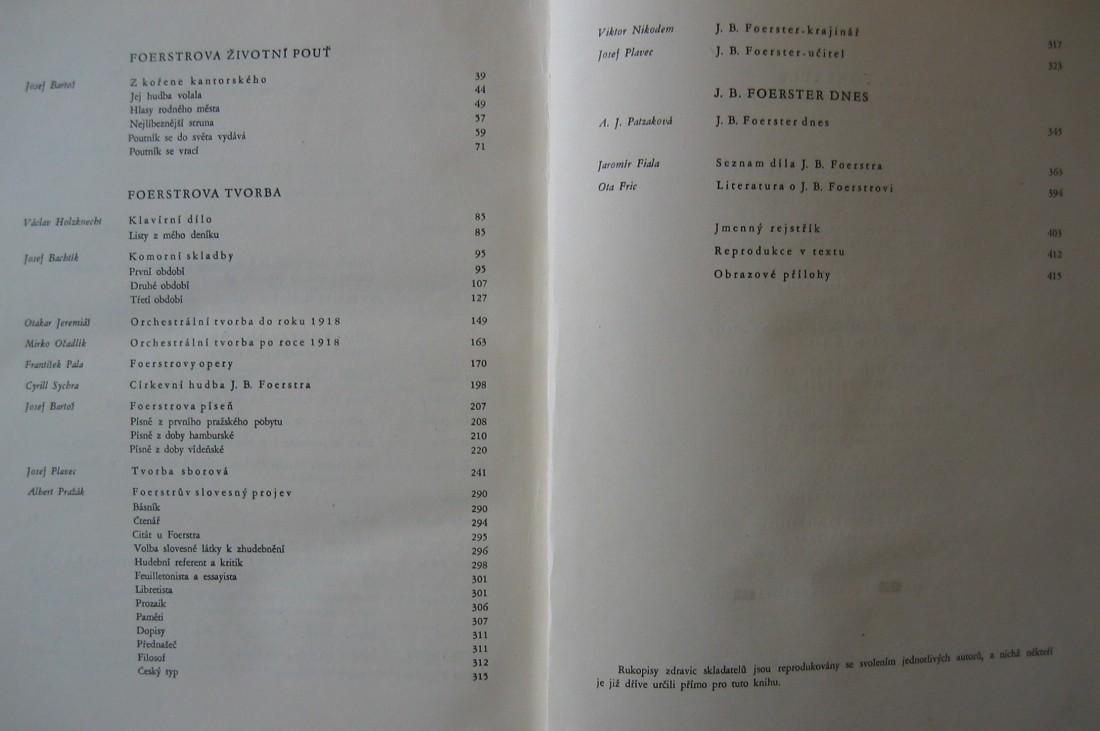 FOERSTROVA ŽIVOTNÍ POUŤ
Josef Bartoš Z kořene kantorského 39
Jej hudba volala 44
Hlasy rodného města 49
Nejlíbeznější struna 57
Poutník se do světa vydává 59
Poutník se vrací 71
FOERSTROVA TVORBA
Václav Holzknecht Klavírní dílo 85
Listy z mého deníku 85
Josef Bachtík Komorní skladby 95
První období 95
Druhé období 107
Třetí období 127
Otakar Jeremiáš Orchestrální tvorba do roku 1918 149
Mirko Očadlík Orchestrální tvorba po roce 1918 163
František Pala Foerstrovy opery 170
Cyrill Sychra Církevní hudba J. B. Foerstra 198
Josef Bartoš Foerstrova píseň 207
Písně z prvního pražského pobytu 208
Písně z doby hamburské 210
Písně z doby vídeňské 220
Josef Plavec Tvorba sborová 241
Albert Pražák Foerstrův slovesný projev 290
Básník 290
Čtenář 294
Citát u Foerstra 295
Volba slovesné látky k zhudebnění 296
Hudební referent a kritik 298
Feuilletonista a essayista 301
Libretista 301
Prozaik 306
Paměti 307
Dopisy 311
Přednašeč 311
Filosof 312
Český typ 315
Viktor Nikodem J. B. Foerster-krajinář 317
Josef Plavec J. B. Foerster-učitel 323
J. B. FOERSTER DNES
A. J. Patzaková J. B. Foerster dnes 345
Jaromír Fiala Seznam díla J. B. Foerstra 363
Ota Fric Literatura o J. B. Foerstrovi 394
Jmenný rejstřík 403
Reprodukce v textu 412
Obrazové přílohy 415
Rukopisy zdravic skladatelů jsou reprodukovány se svolením jednotlivých autorů, z nichž někteří
je již dříve určili přímo pro tuto knihu.